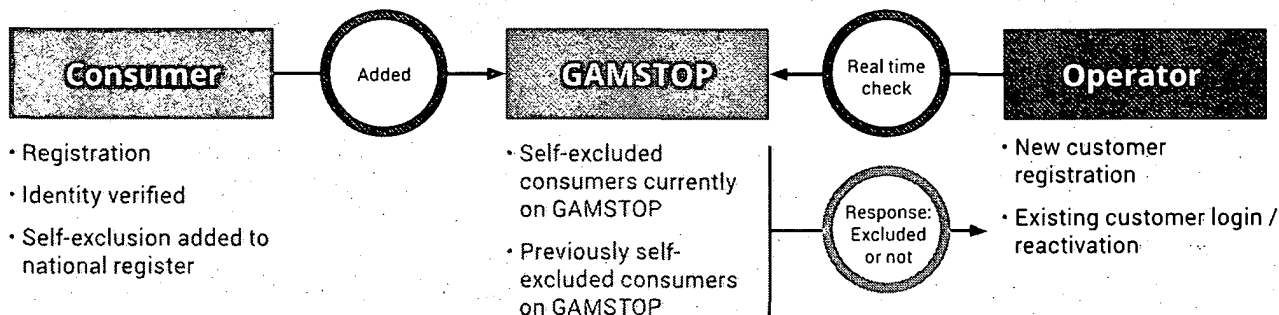 Consumer
Added
GAMSTOP
Real time
check
Operator
• Registration
• Identity verified
• Self-exclusion added to
national register
• Self-excluded
consumers currently
on GAMSTOP
• Previously self-
excluded consumers
on GAMSTOP
Response:
Excluded
or not
• New customer
registration
• Existing customer login /
reactivation